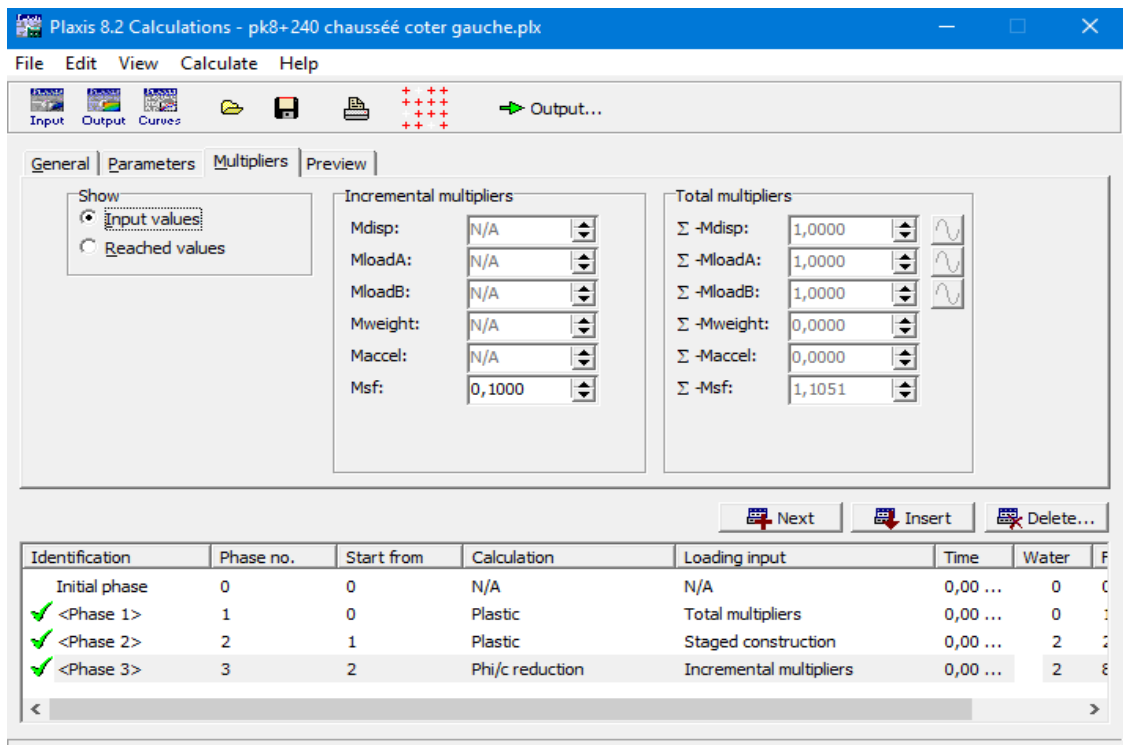 Plaxis 8.2 Calculations - pk8+240 chausséé coter gauche.plx
File Edit View Calculate Help
Input Output Curves Output...
General Parameters Multipliers Preview
Show Incremental multipliers Total multipliers
Input values Mdisp: N/A Σ -Mdisp: 1,0000
Reached values MloadA: N/A Σ -MloadA: 1,0000
MloadB: N/A Σ -MloadB: 1,0000
Mweight: N/A Σ -Mweight: 0,0000
Maccel: N/A Σ -Maccel: 0,0000
Msf: 0,1000 Σ -Msf: 1,1051
Next Insert Delete...
Identification Phase no. Start from Calculation Loading input Time Water F
Initial phase 0 0 N/A N/A 0,00 ... 0
<Phase 1> 1 0 Plastic Total multipliers 0,00 ... 0
<Phase 2> 2 1 Plastic Staged construction 0,00 ... 2
<Phase 3> 3 2 Phi/c reduction Incremental multipliers 0,00 ... 2